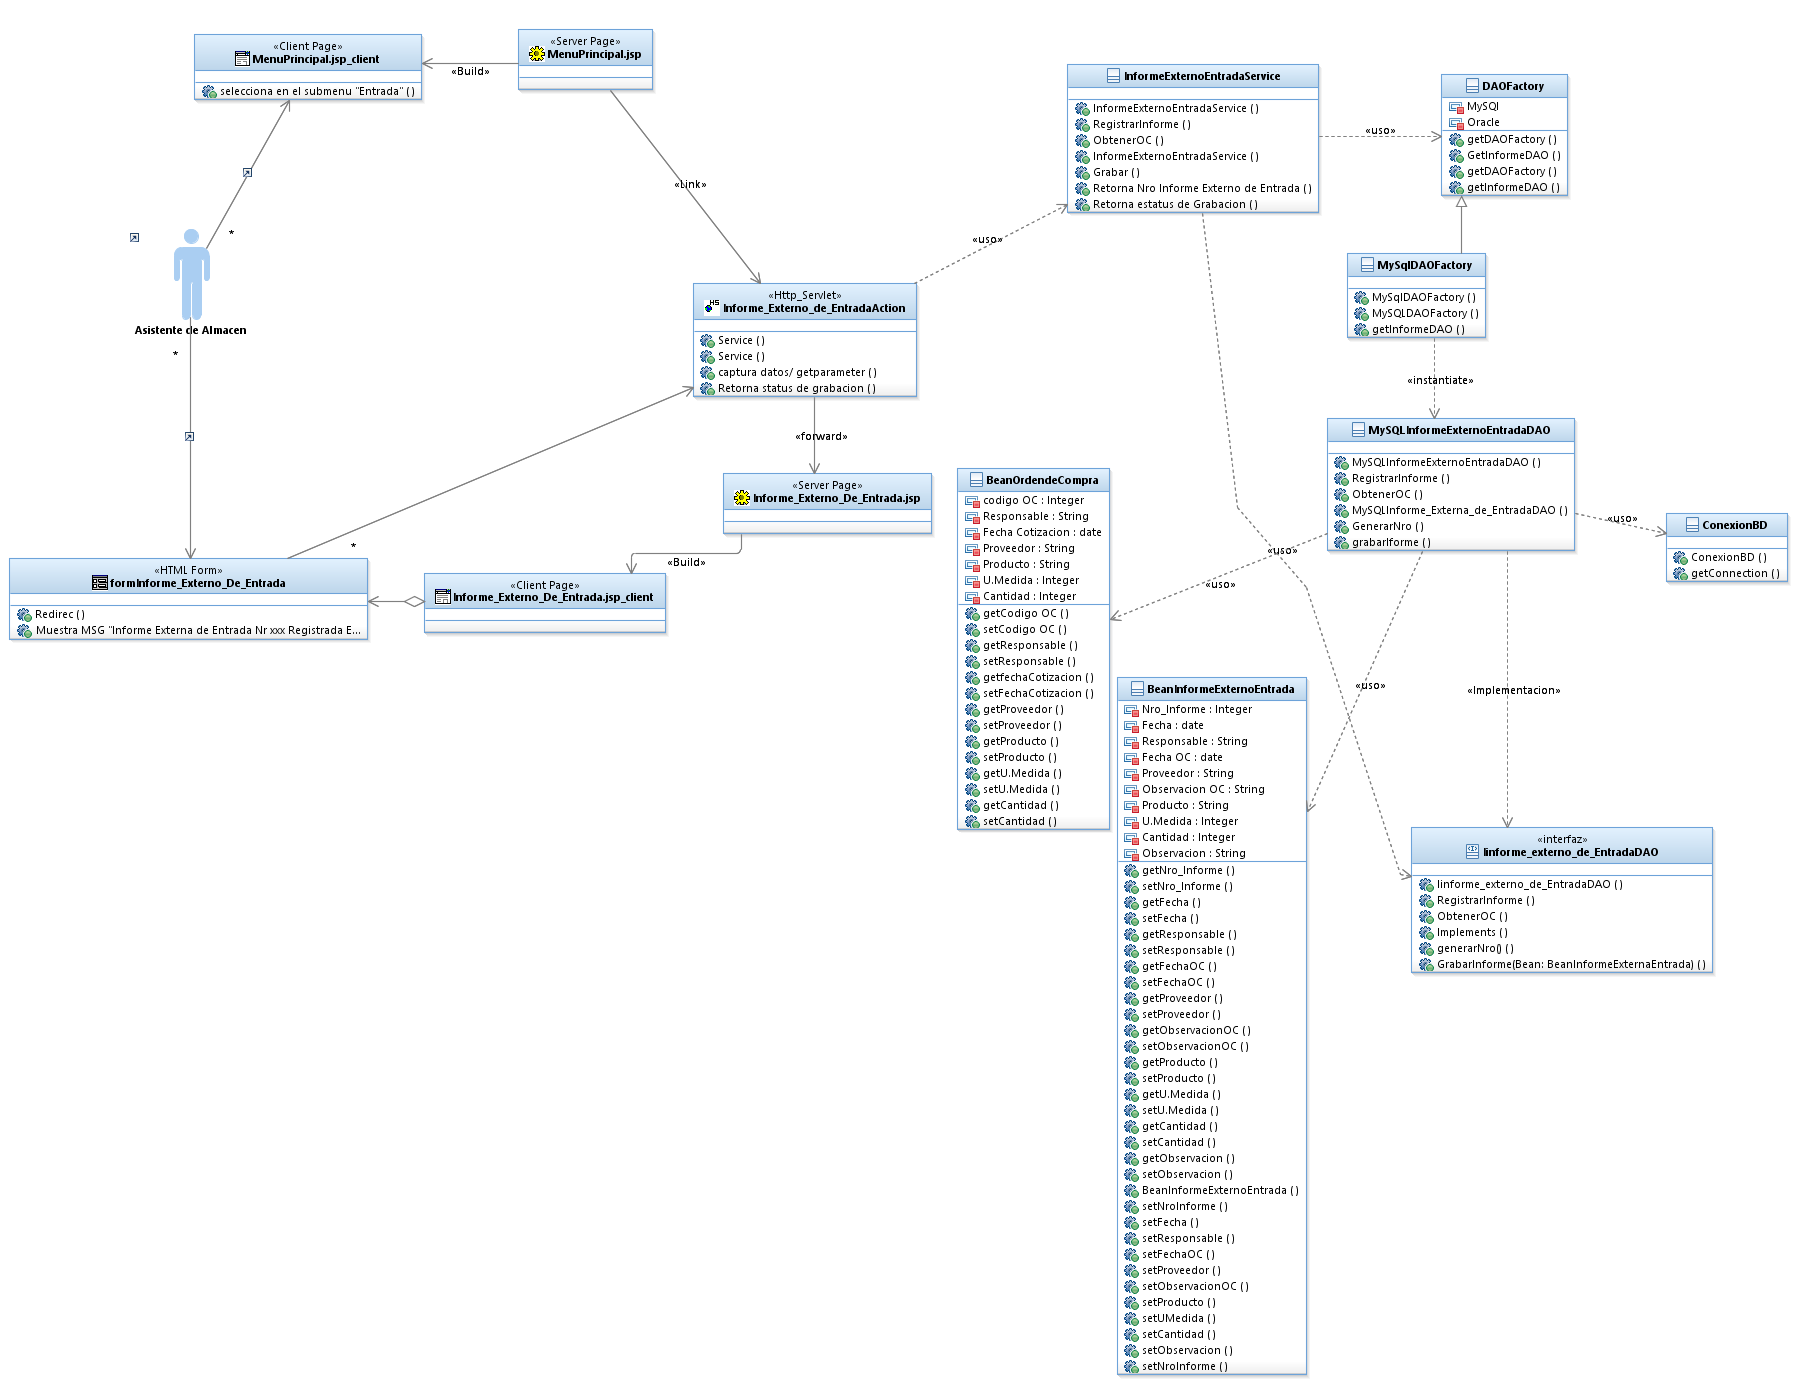 «Client Page»
MenuPrincipal.jsp_client
selecciona en el submenu "Entrada" ( )
«Build»
«Server Page»
MenuPrincipal.jsp
«Link»
*
Asistente de Almacen
*
«Http_Servlet»
Informe_Externo_de_EntradaAction
Service ( )
Service ( )
captura datos/ getparameter ( )
Retorna status de grabacion ( )
«uso»
«forward»
«Server Page»
Informe_Externo_De_Entrada.jsp
«Build»
«Client Page»
Informe_Externo_De_Entrada.jsp_client
*
«HTML Form»
formInforme_Externo_De_Entrada
Redirec ( )
Muestra MSG "Informe Externa de Entrada Nr xxx Registrada E...
InformeExternoEntradaService
InformeExternoEntradaService ( )
RegistrarInforme ( )
ObtenerOC ( )
InformeExternoEntradaService ( )
Grabar ( )
Retorna Nro Informe Externo de Entrada ( )
Retorna estatus de Grabacion ( )
«uso»
DAOFactory
MySQl
Oracle
getDAOFactory ( )
GetInformeDAO ( )
getDAOFactory ( )
getInformeDAO ( )
MySqlDAOFactory
MySqlDAOFactory ( )
MySQLDAOFactory ( )
getInformeDAO ( )
«instantiate»
MySQLInformeExternoEntradaDAO
MySQLInformeExternoEntradaDAO ( )
RegistrarInforme ( )
ObtenerOC ( )
MySQLInforme_Externa_de_EntradaDAO ( )
GenerarNro ( )
grabarIforme ( )
«uso»
ConexionBD
ConexionBD ( )
getConnection ( )
«uso»
«uso»
«uso»
«Implementacion»
BeanOrdendeCompra
codigo OC : Integer
Responsable : String
Fecha Cotizacion : date
Proveedor : String
Producto : String
U.Medida : Integer
Cantidad : Integer
getCodigo OC ( )
setCodigo OC ( )
getResponsable ( )
setResponsable ( )
getfechaCotizacion ( )
setFechaCotizacion ( )
getProveedor ( )
setProveedor ( )
getProducto ( )
setProducto ( )
getU.Medida ( )
setU.Medida ( )
getCantidad ( )
setCantidad ( )
BeanInformeExternoEntrada
Nro_Informe : Integer
Fecha : date
Responsable : String
Fecha OC : date
Proveedor : String
Observacion OC : String
Producto : String
U.Medida : Integer
Cantidad : Integer
Observacion : String
getNro_Informe ( )
setNro_Informe ( )
getFecha ( )
setFecha ( )
getResponsable ( )
setResponsable ( )
getFechaOC ( )
setFechaOC ( )
getProveedor ( )
setProveedor ( )
getObservacionOC ( )
setObservacionOC ( )
getProducto ( )
setProducto ( )
getU.Medida ( )
setU.Medida ( )
getCantidad ( )
setCantidad ( )
getObservacion ( )
setObservacion ( )
BeanInformeExternoEntrada ( )
setNroInforme ( )
setFecha ( )
setResponsable ( )
setFechaOC ( )
setProveedor ( )
setObservacionOC ( )
setProducto ( )
setUMedida ( )
setCantidad ( )
setObservacion ( )
setNroInforme ( )
«interfaz»
Iinforme_externo_de_EntradaDAO
Iinforme_externo_de_EntradaDAO ( )
RegistrarInforme ( )
ObtenerOC ( )
Implements ( )
generarNro() ( )
GrabarInforme(Bean: BeanInformeExternaEntrada) ( )